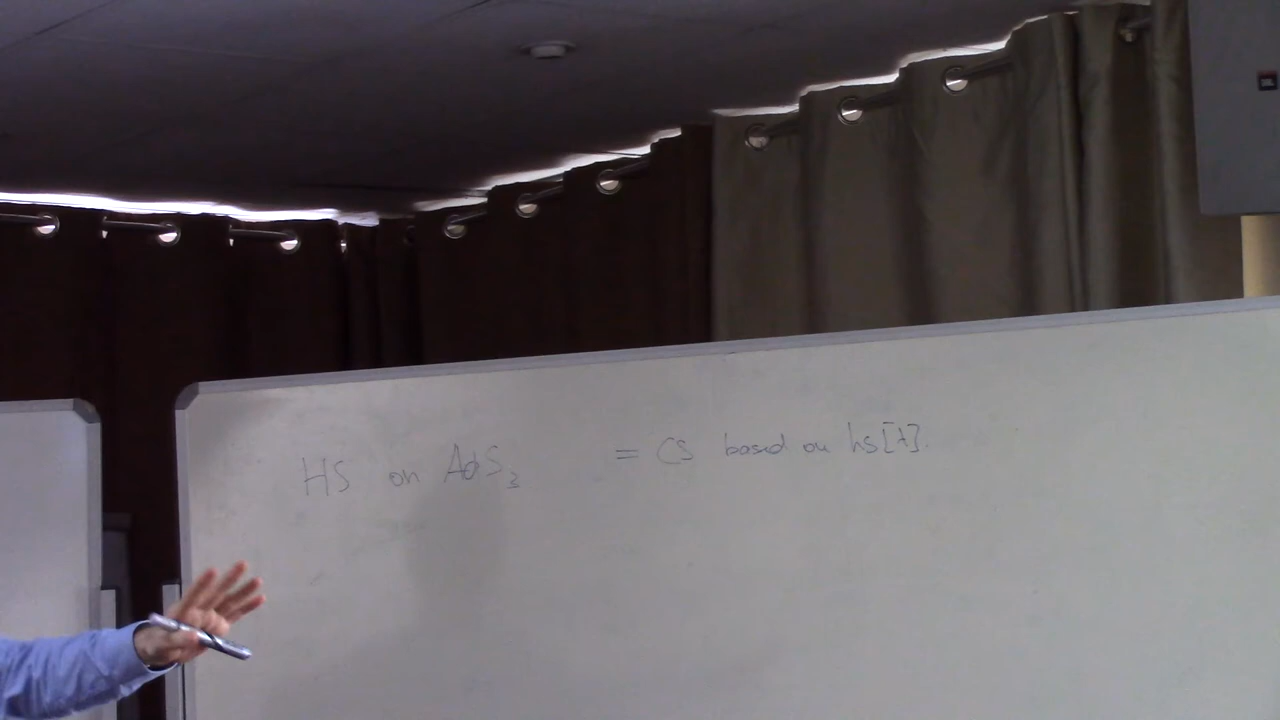 HS on AdS₃ = CS based on hs[λ].